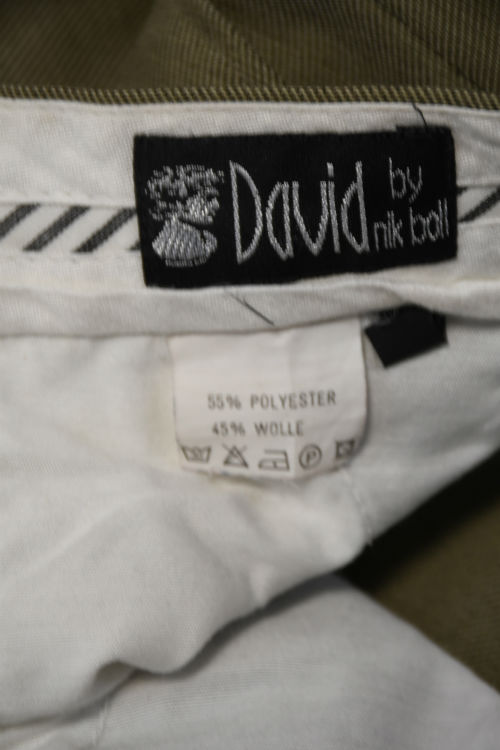 David by
nik boll
55% POLYESTER
45% WOLLE
P